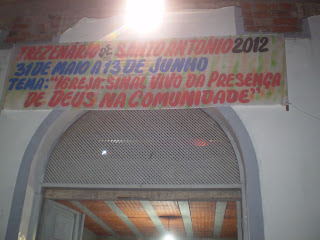 TREZENÁRIO DE SANTO ANTONIO 2012
31 DE MAIO A 13 DE JUNHO
TEMA: "IGREJA: SINAL VIVO DA PRESENÇA
DE DEUS NA COMUNIDADE"